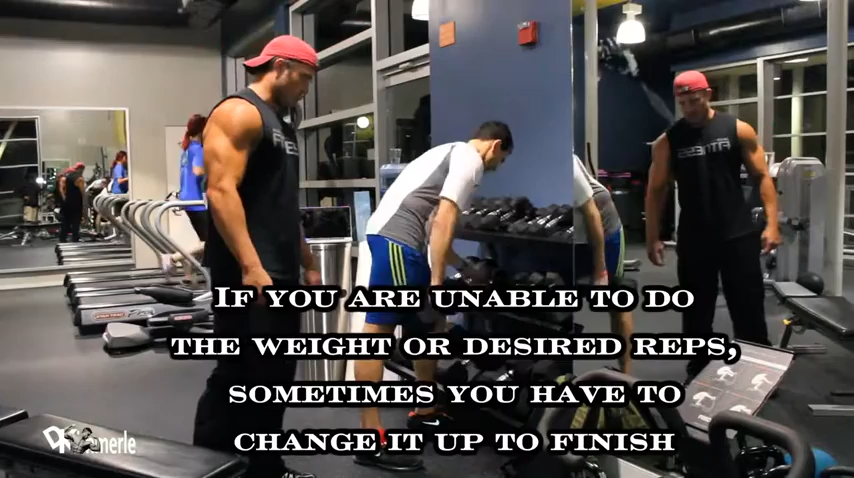 If you are unable to do
the weight or desired reps,
sometimes you have to
change it up to finish